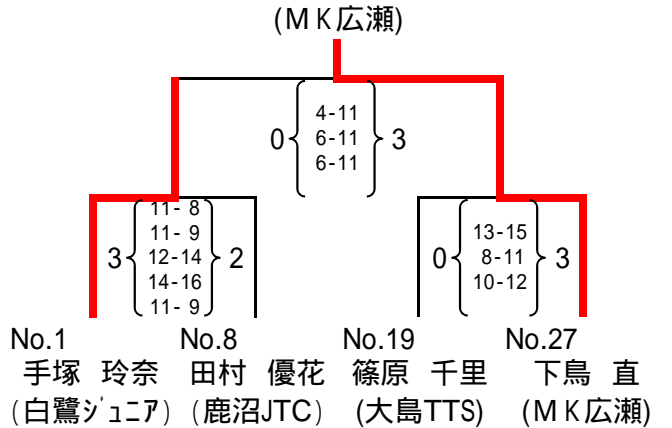 (ＭＫ広瀬)
0 4-11 3
6-11
6-11
3 11- 8 2
11- 9
12-14
14-16
11- 9
0 13-15 3
8-11
10-12
No.1 No.8 No.19 No.27
手塚 玲奈 田村 優花 篠原 千里 下鳥 直
(白鷺ｼﾞｭﾆｱ) (鹿沼JTC) (大島TTS) (ＭＫ広瀬)